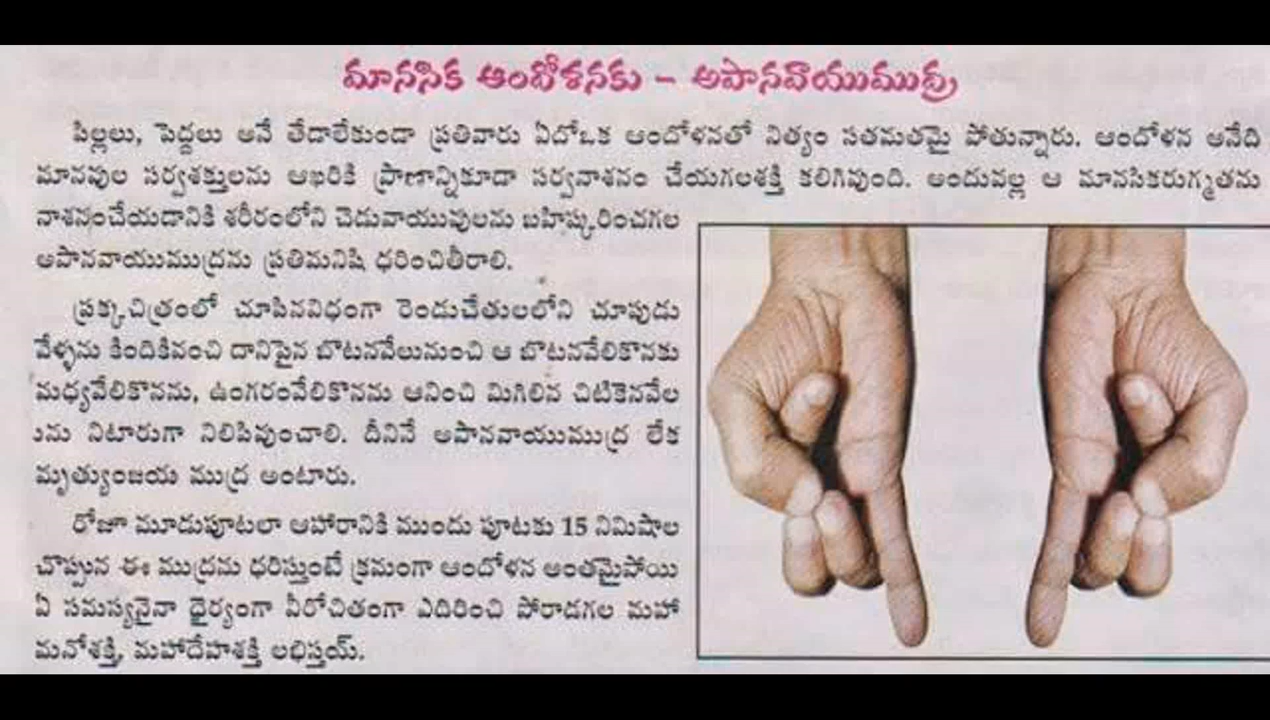 మానసిక ఆందోళనకు - అపానవాయుముద్ర
పిల్లలు, పెద్దలు అనే తేడాలేకుండా ప్రతివారు ఏదోఒక ఆందోళనతో నిత్యం సతమతమై పోతున్నారు. ఆందోళన అనేది
మానవుల సర్వశక్తులను ఆఖరికి ప్రాణాన్నికూడా సర్వనాశనం చేయగలశక్తి కలిగివుంది. అందువల్ల ఆ మానసికరుగ్మతను
నాశనంచేయడానికి శరీరంలోని చెడువాయువులను బహిష్కరించగల
అపానవాయుముద్రను ప్రతిమనిషి ధరించితీరాలి.
ప్రక్కచిత్రంలో చూపినవిధంగా రెండుచేతులలోని చూపుడు
వేళ్ళను కిందికివంచి దానిపైన బొటనవేలునుంచి ఆ బొటనవేలికొనకు
మధ్యవేలికొనను, ఉంగరంవేలికొనను ఆనించి మిగిలిన చిటికెనవేల
ును నిటారుగా నిలిపివుంచాలి. దీనినే అపానవాయుముద్ర లేక
మృత్యుంజయ ముద్ర అంటారు.
రోజూ మూడుపూటలా ఆహారానికి ముందు పూటకు 15 నిమిషాల
చొప్పున ఈ ముద్రను ధరిస్తుంటే క్రమంగా ఆందోళన అంతమైపోయి
ఏ సమస్యనైనా ధైర్యంగా వీరోచితంగా ఎదిరించి పోరాడగల మహా
మనోశక్తి, మహాదేహశక్తి లభిస్తయ్.